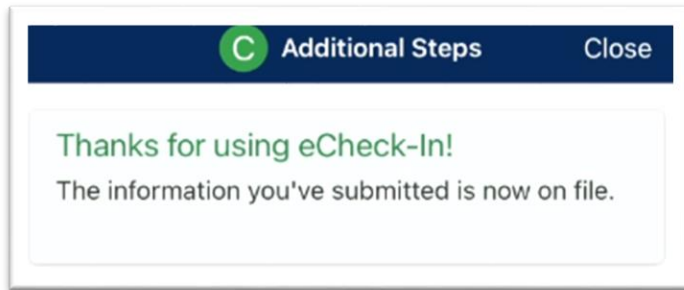 C Additional Steps Close
Thanks for using eCheck-In!
The information you've submitted is now on file.